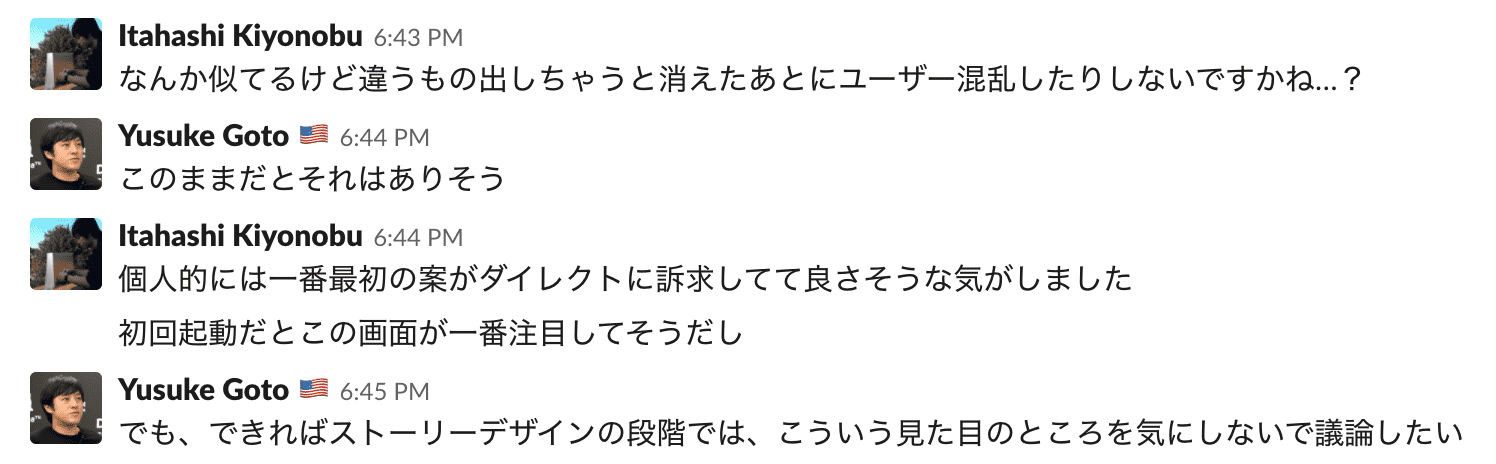 Itahashi Kiyonobu 6:43 PM
なんか似てるけど違うもの出しちゃうと消えたあとにユーザー混乱したりしないですかね...？
Yusuke Goto 🇺🇸 6:44 PM
このままだとそれはありそう
Itahashi Kiyonobu 6:44 PM
個人的には一番最初の案がダイレクトに訴求してて良さそうな気がしました
初回起動だとこの画面が一番注目してそうだし
Yusuke Goto 🇺🇸 6:45 PM
でも、できればストーリーデザインの段階では、こういう見た目のところを気にしないで議論したい